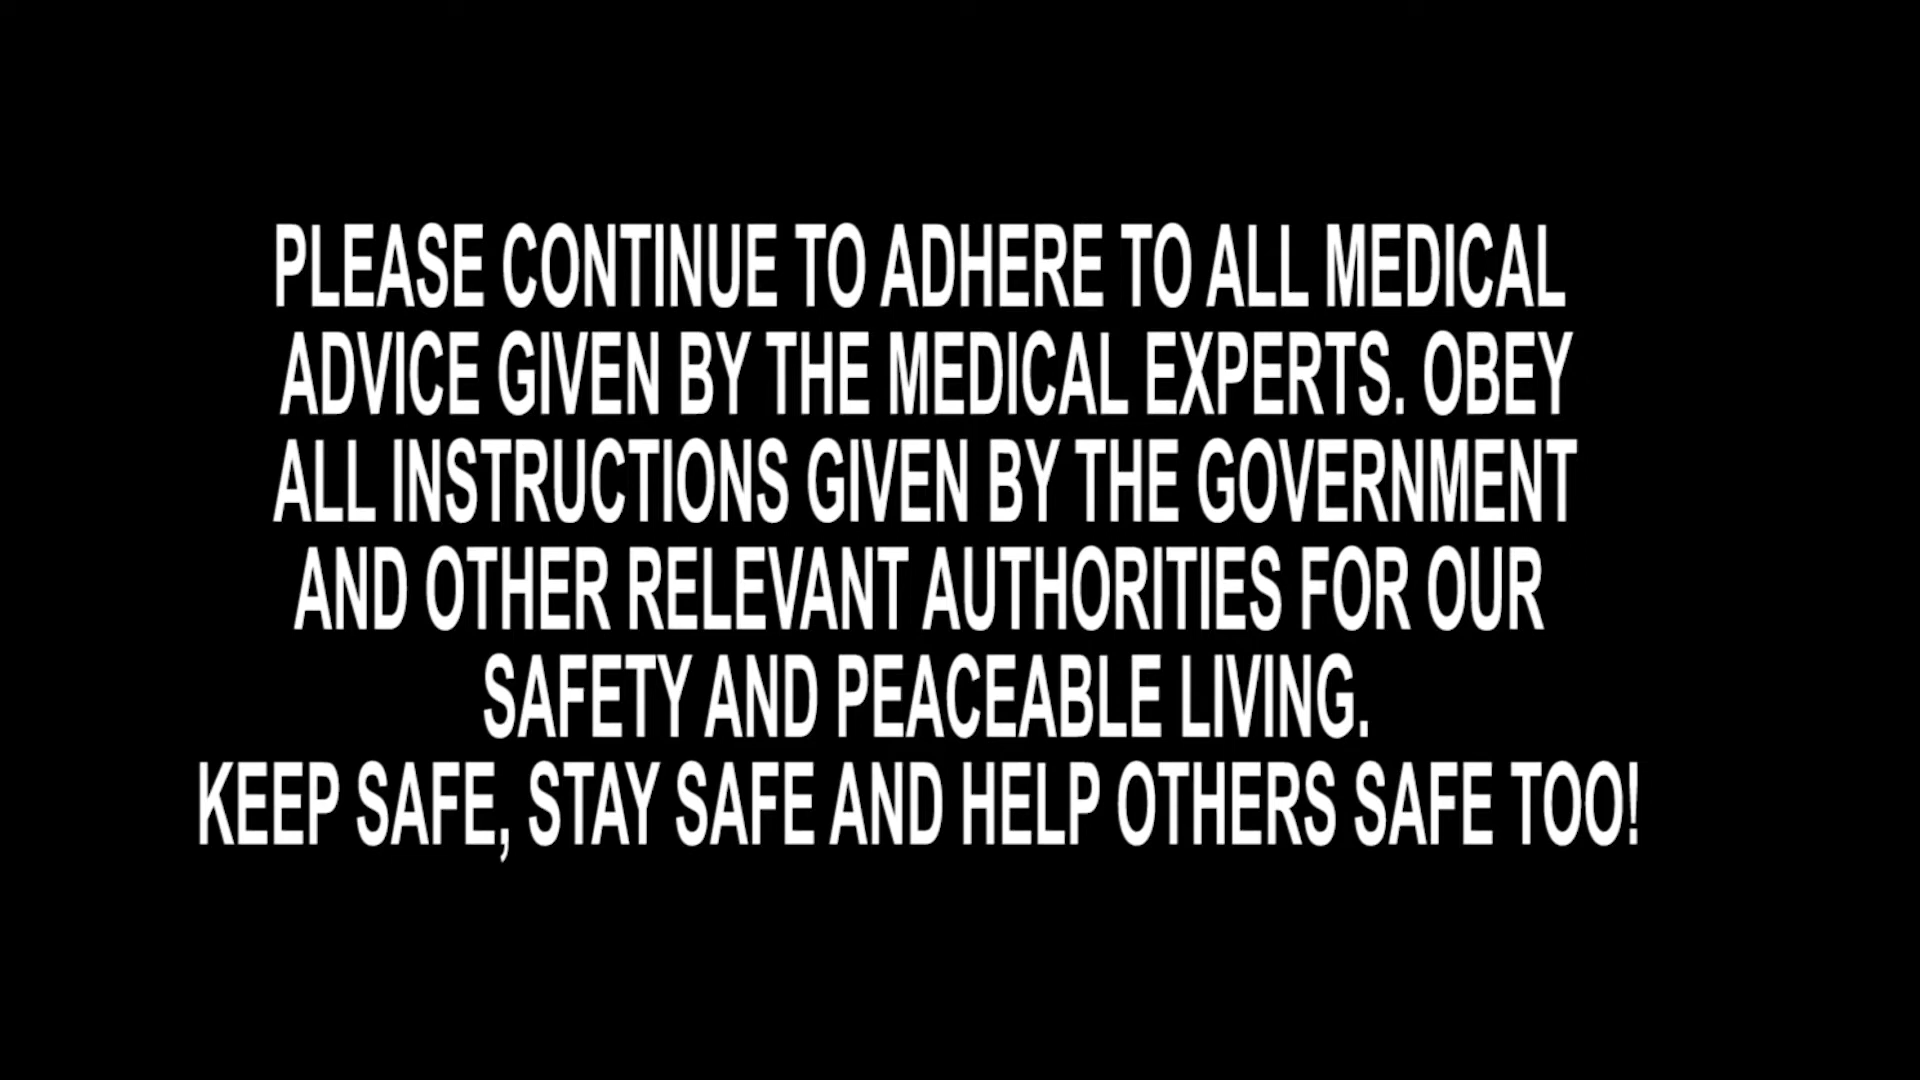 PLEASE CONTINUE TO ADHERE TO ALL MEDICAL
ADVICE GIVEN BY THE MEDICAL EXPERTS. OBEY
ALL INSTRUCTIONS GIVEN BY THE GOVERNMENT
AND OTHER RELEVANT AUTHORITIES FOR OUR
SAFETY AND PEACEABLE LIVING.
KEEP SAFE, STAY SAFE AND HELP OTHERS SAFE TOO!